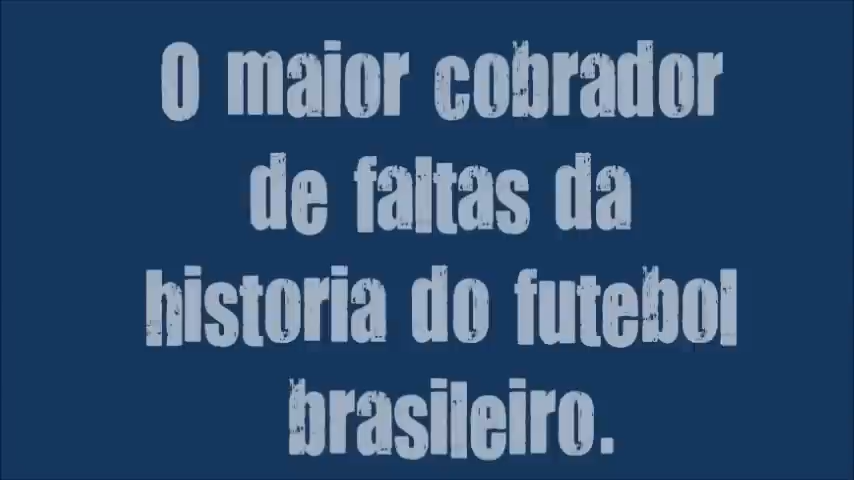 O maior cobrador
de faltas da
historia do futebol
brasileiro.